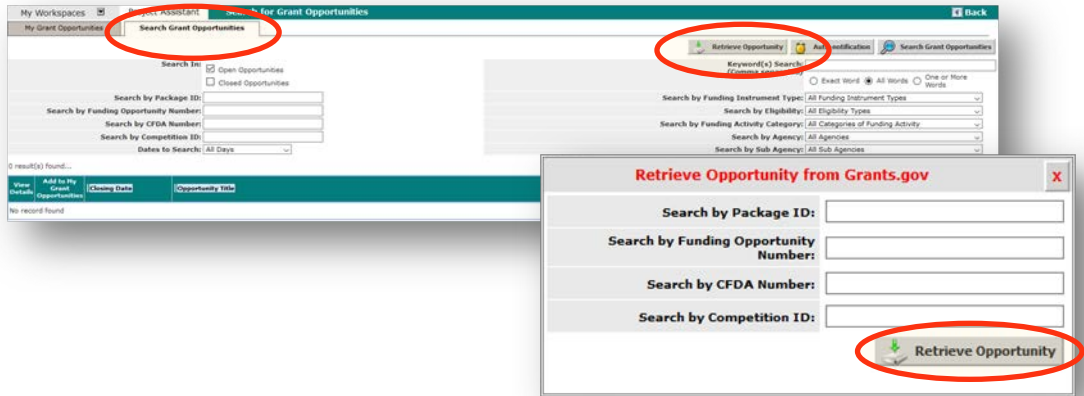 My Workspaces Project Assistant Search for Grant Opportunities Back
My Grant Opportunities Search Grant Opportunities
Retrieve Opportunity Auto-notification Search Grant Opportunities
Search In: Open Opportunities
Closed Opportunities
Keyword(s) Search:
(Comma separated)
Exact Word All Words One or More Words
Search by Package ID:
Search by Funding Instrument Type: All Funding Instrument Types
Search by Funding Opportunity Number:
Search by Eligibility: All Eligibility Types
Search by CFDA Number:
Search by Funding Activity Category: All Categories of Funding Activity
Search by Competition ID:
Search by Agency: All Agencies
Dates to Search: All Days
Search by Sub Agency: All Sub Agencies
0 result(s) found...
View Details Add to My Grant Opportunities Closing Date Opportunity Title
No record found
Retrieve Opportunity from Grants.gov x
Search by Package ID:
Search by Funding Opportunity
Number:
Search by CFDA Number:
Search by Competition ID:
Retrieve Opportunity